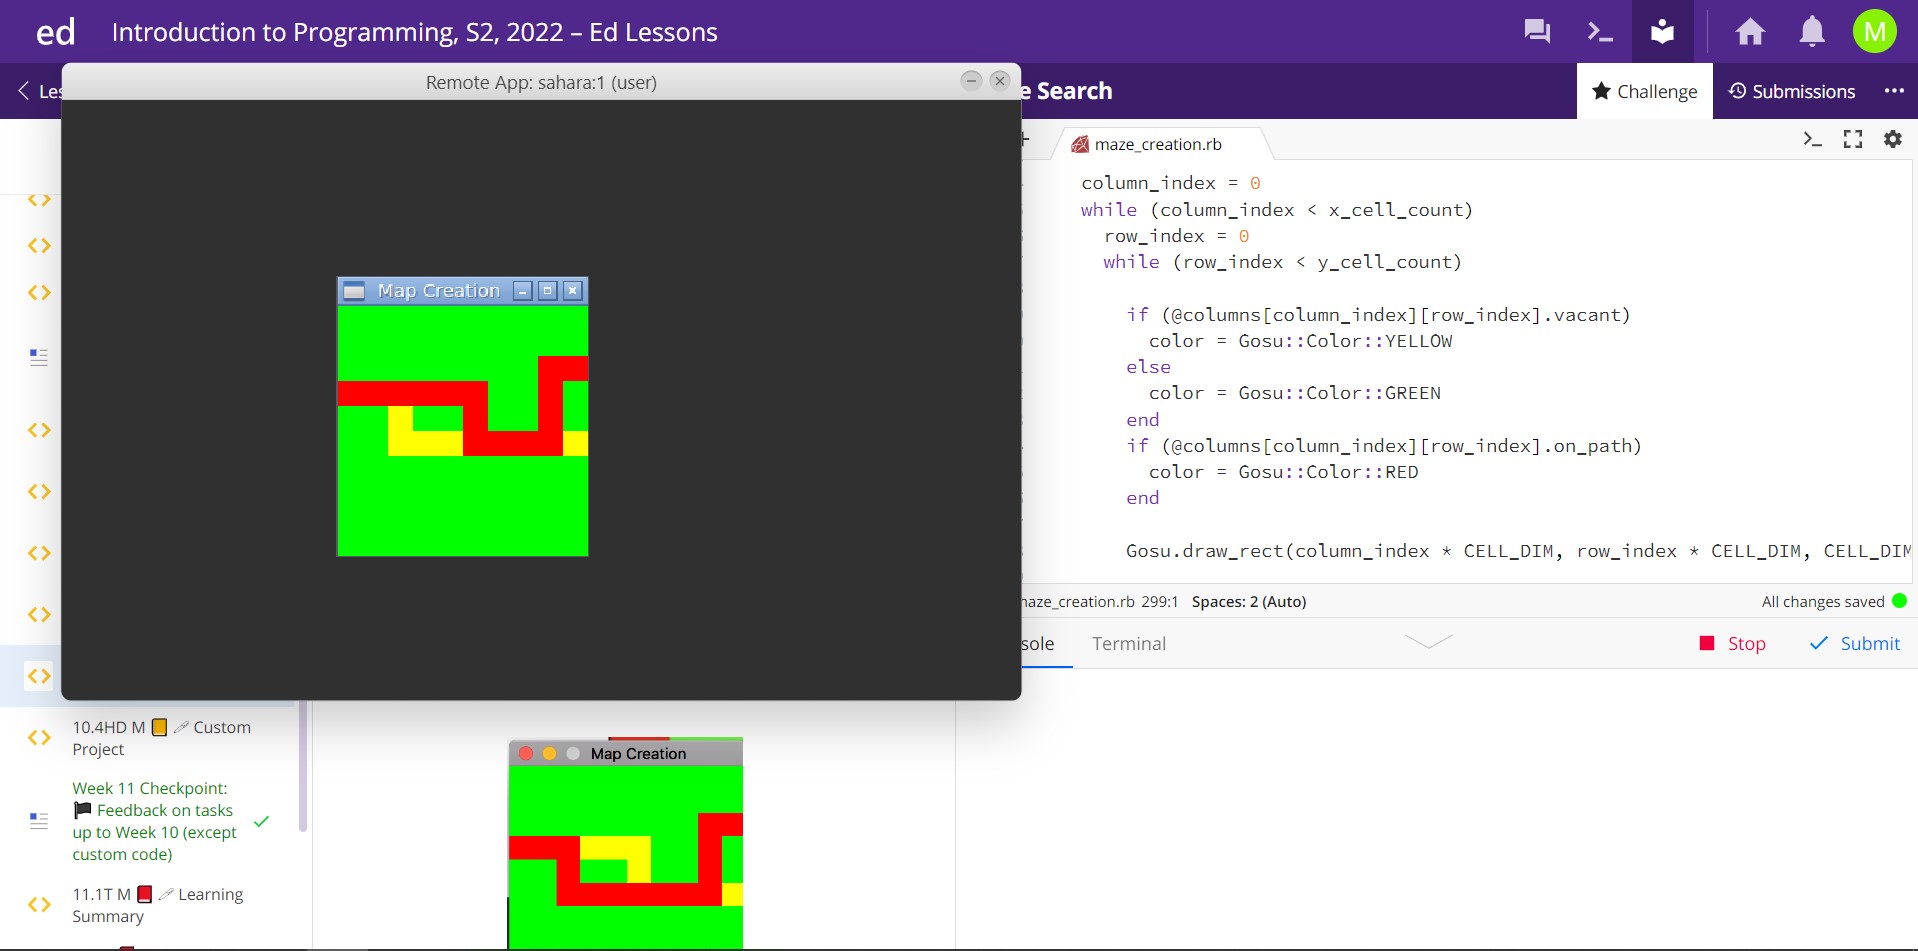 ed
Introduction to Programming, S2, 2022 – Ed Lessons
M
Remote App: sahara:1 (user)
Les
e Search
Challenge
Submissions
maze_creation.rb
column_index = 0
while (column_index < x_cell_count)
row_index = 0
while (row_index < y_cell_count)
if (@columns[column_index][row_index].vacant)
color = Gosu::Color::YELLOW
else
color = Gosu::Color::GREEN
end
if (@columns[column_index][row_index].on_path)
color = Gosu::Color::RED
end
Gosu.draw_rect(column_index * CELL_DIM, row_index * CELL_DIM, CELL_DIM
Map Creation
naze_creation.rb 299:1 Spaces: 2 (Auto)
All changes saved
sole
Terminal
Stop
Submit
10.4HD M Custom
Project
Week 11 Checkpoint:
Feedback on tasks
up to Week 10 (except
custom code)
11.1T M Learning
Summary
Map Creation